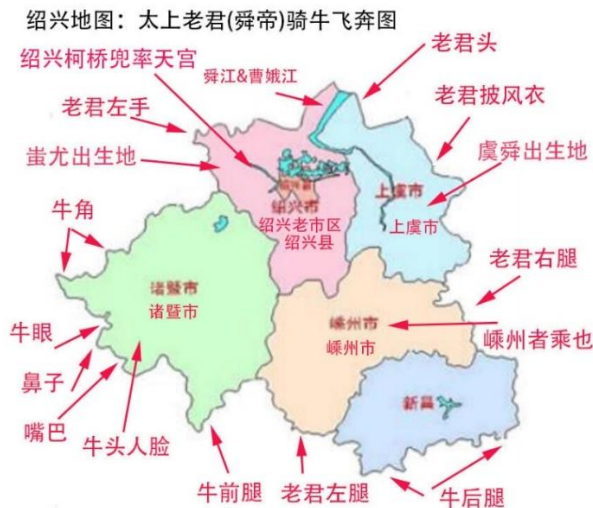 绍兴地图：太上老君(舜帝)骑牛飞奔图
绍兴柯桥兜率天宫
老君头
舜江&曹娥江
老君左手
老君披风衣
蚩尤出生地
虞舜出生地
绍兴县
绍兴市
上虞市
绍兴老市区
上虞市
绍兴县
牛角
老君右腿
诸暨市
诸暨市
嵊州市
嵊州者乘也
嵊州市
牛眼
鼻子
新昌
嘴巴
牛头人脸
牛前腿
老君左腿
牛后腿